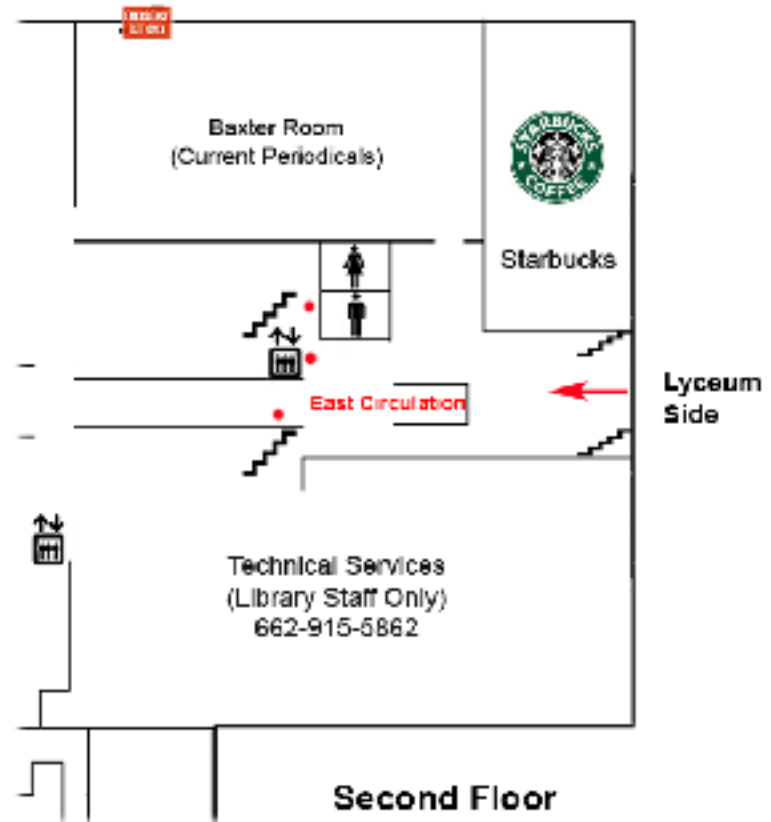 Baxter Room
(Current Periodicals)
STARBUCKS
COFFEE
Starbucks
East Circulation
Lyceum
Side
Technical Services
(Library Staff Only)
662-915-5862
Second Floor